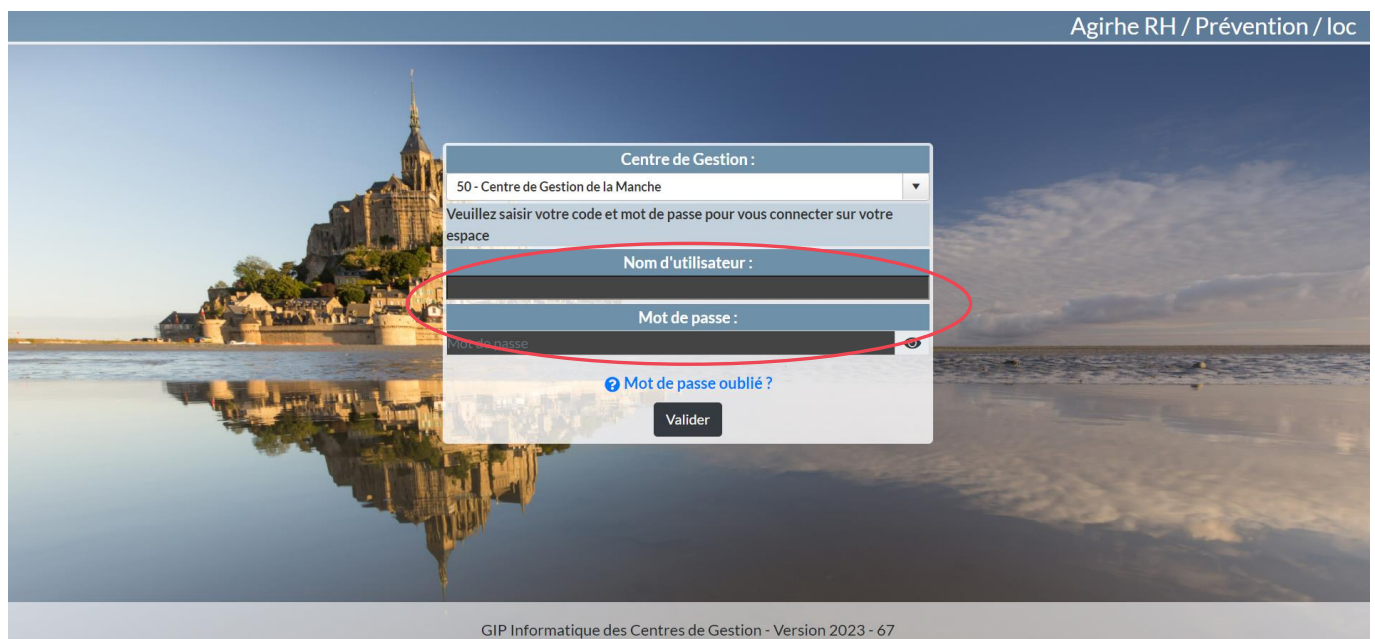 Agirhe RH / Prévention / Ioc
Centre de Gestion :
50 - Centre de Gestion de la Manche
Veuillez saisir votre code et mot de passe pour vous connecter sur votre
espace
Nom d'utilisateur :
Mot de passe :
Mot de passe
Mot de passe oublié ?
Valider
GIP Informatique des Centres de Gestion - Version 2023 - 67